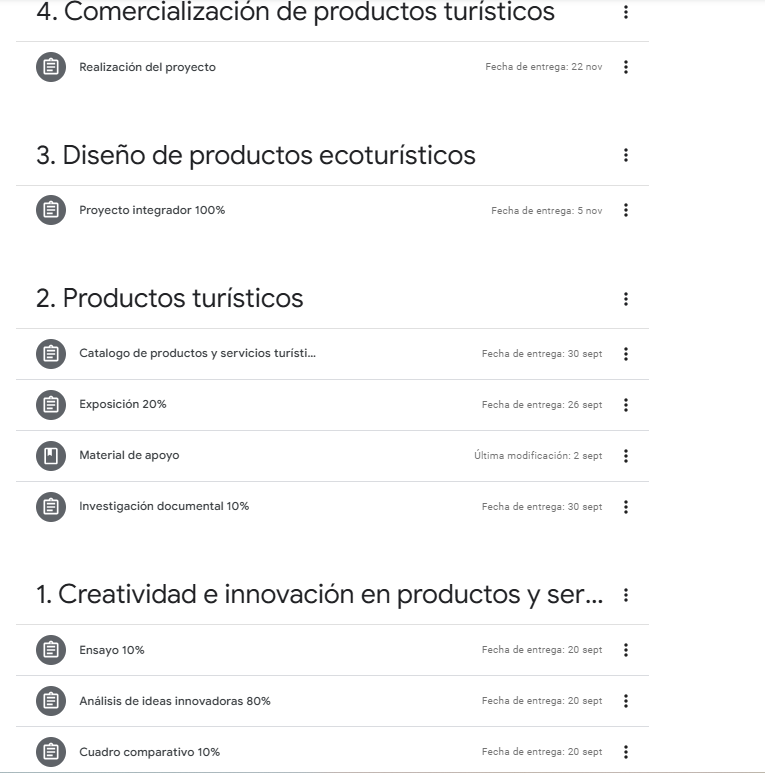 4. Comercialización de productos turísticos
Realización del proyecto Fecha de entrega: 22 nov
3. Diseño de productos ecoturísticos
Proyecto integrador 100% Fecha de entrega: 5 nov
2. Productos turísticos
Catalogo de productos y servicios turísti... Fecha de entrega: 30 sept
Exposición 20% Fecha de entrega: 26 sept
Material de apoyo Última modificación: 2 sept
Investigación documental 10% Fecha de entrega: 30 sept
1. Creatividad e innovación en productos y ser...
Ensayo 10% Fecha de entrega: 20 sept
Análisis de ideas innovadoras 80% Fecha de entrega: 20 sept
Cuadro comparativo 10% Fecha de entrega: 20 sept